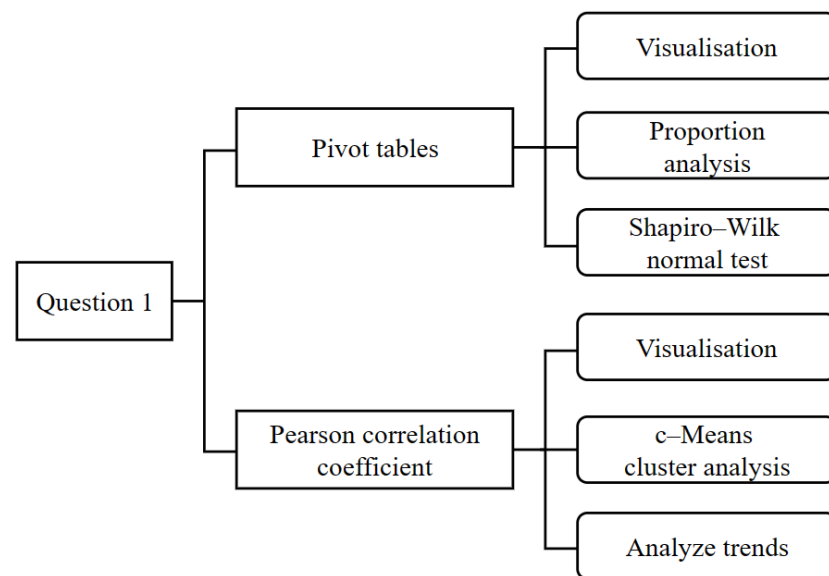 Visualisation
Pivot tables
Proportion
analysis
Shapiro–Wilk
normal test
Question 1
Visualisation
Pearson correlation
coefficient
c–Means
cluster analysis
Analyze trends